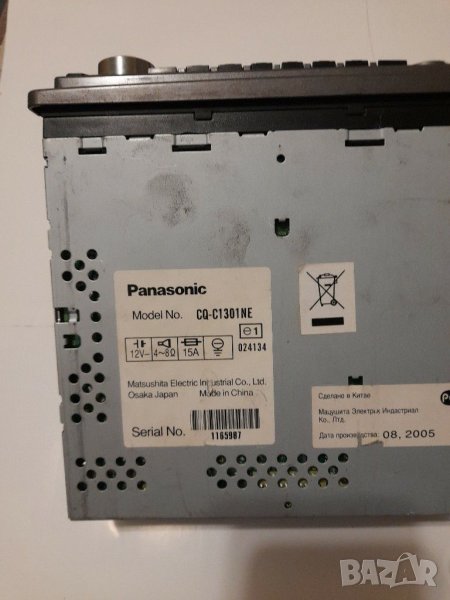 Panasonic
Model No. CQ-C1301NE
12V⎓ 4~8Ω 15A
e1
024134
Matsushita Electric Industrial Co., Ltd.
Osaka Japan Made in China
Serial No. 1165987
Сделано в Китае
Мацушита Электрик Индастриал
Ко., Лтд.
Дата производства: 08, 2005
BAZAR